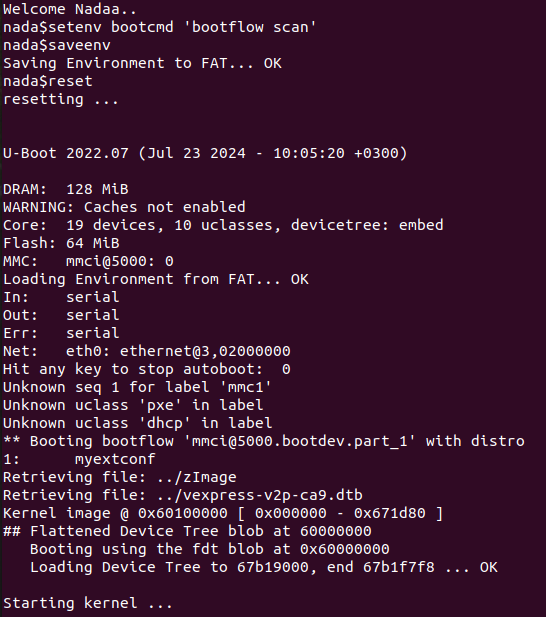 Welcome Nadaa..
nada$setenv bootcmd 'bootflow scan'
nada$saveenv
Saving Environment to FAT... OK
nada$reset
resetting ...
U-Boot 2022.07 (Jul 23 2024 - 10:05:20 +0300)
DRAM:  128 MiB
WARNING: Caches not enabled
Core:  19 devices, 10 uclasses, devicetree: embed
Flash: 64 MiB
MMC:   mmci@5000: 0
Loading Environment from FAT... OK
In:    serial
Out:   serial
Err:   serial
Net:   eth0: ethernet@3,02000000
Hit any key to stop autoboot:  0
Unknown seq 1 for label 'mmc1'
Unknown uclass 'pxe' in label
Unknown uclass 'dhcp' in label
** Booting bootflow 'mmci@5000.bootdev.part_1' with distro
1:      myextconf
Retrieving file: ../zImage
Retrieving file: ../vexpress-v2p-ca9.dtb
Kernel image @ 0x60100000 [ 0x000000 - 0x671d80 ]
## Flattened Device Tree blob at 60000000
   Booting using the fdt blob at 0x60000000
   Loading Device Tree to 67b19000, end 67b1f7f8 ... OK
Starting kernel ...